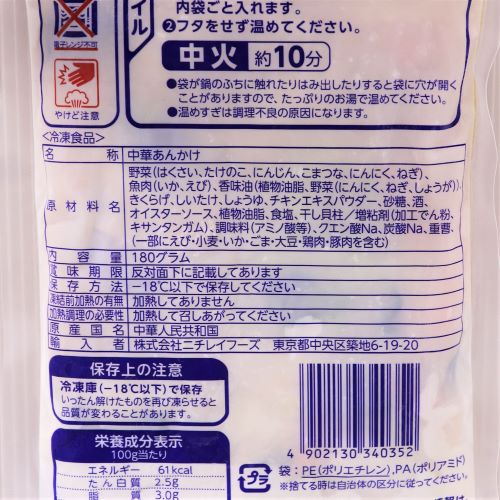 内袋ごと入れます。
イル
❷フタをせず温めてください。
中火 約10分
電子レンジ不可
●袋が鍋のふちに触れたりはみ出したりすると袋に穴が開く
ことがありますので、たっぷりのお湯で温めてください。
●温めすぎは調理不良の原因になります。
やけど注意
〈冷凍食品〉
名称 中華あんかけ
原材料名 野菜(はくさい、たけのこ、にんじん、こまつな、にんにく、ねぎ)、
魚肉(いか、えび)、香味油(植物油脂、野菜(にんにく、ねぎ、しょうが))、
きくらげ、しいたけ、しょうゆ、チキンエキスパウダー、砂糖、酒、
オイスターソース、植物油脂、食塩、干し貝柱/増粘剤(加工でん粉、
キサンタンガム)、調味料(アミノ酸等)、クエン酸Na、炭酸Na、重曹、
(一部にえび・小麦・いか・ごま・大豆・鶏肉・豚肉を含む)
内容量 180グラム
賞味期限 反対面下に記載してあります
保存方法 -18℃以下で保存してください
凍結前加熱の有無 加熱してありません
加熱調理の必要性 加熱して召しあがってください
原産国名 中華人民共和国
輸入者 株式会社ニチレイフーズ 東京都中央区築地6-19-20
保存上の注意
冷凍庫(-18℃以下)で保存
いったん解けたものを再び凍らせると
品質が変わることがあります。
栄養成分表示
100g当たり
エネルギー 61kcal
たん白質 2.5g
脂質 3.0g
4 902130 340352
プラ
袋:PE(ポリエチレン)、PA(ポリアミド)
※捨てる時は自治体の区分に従ってください。